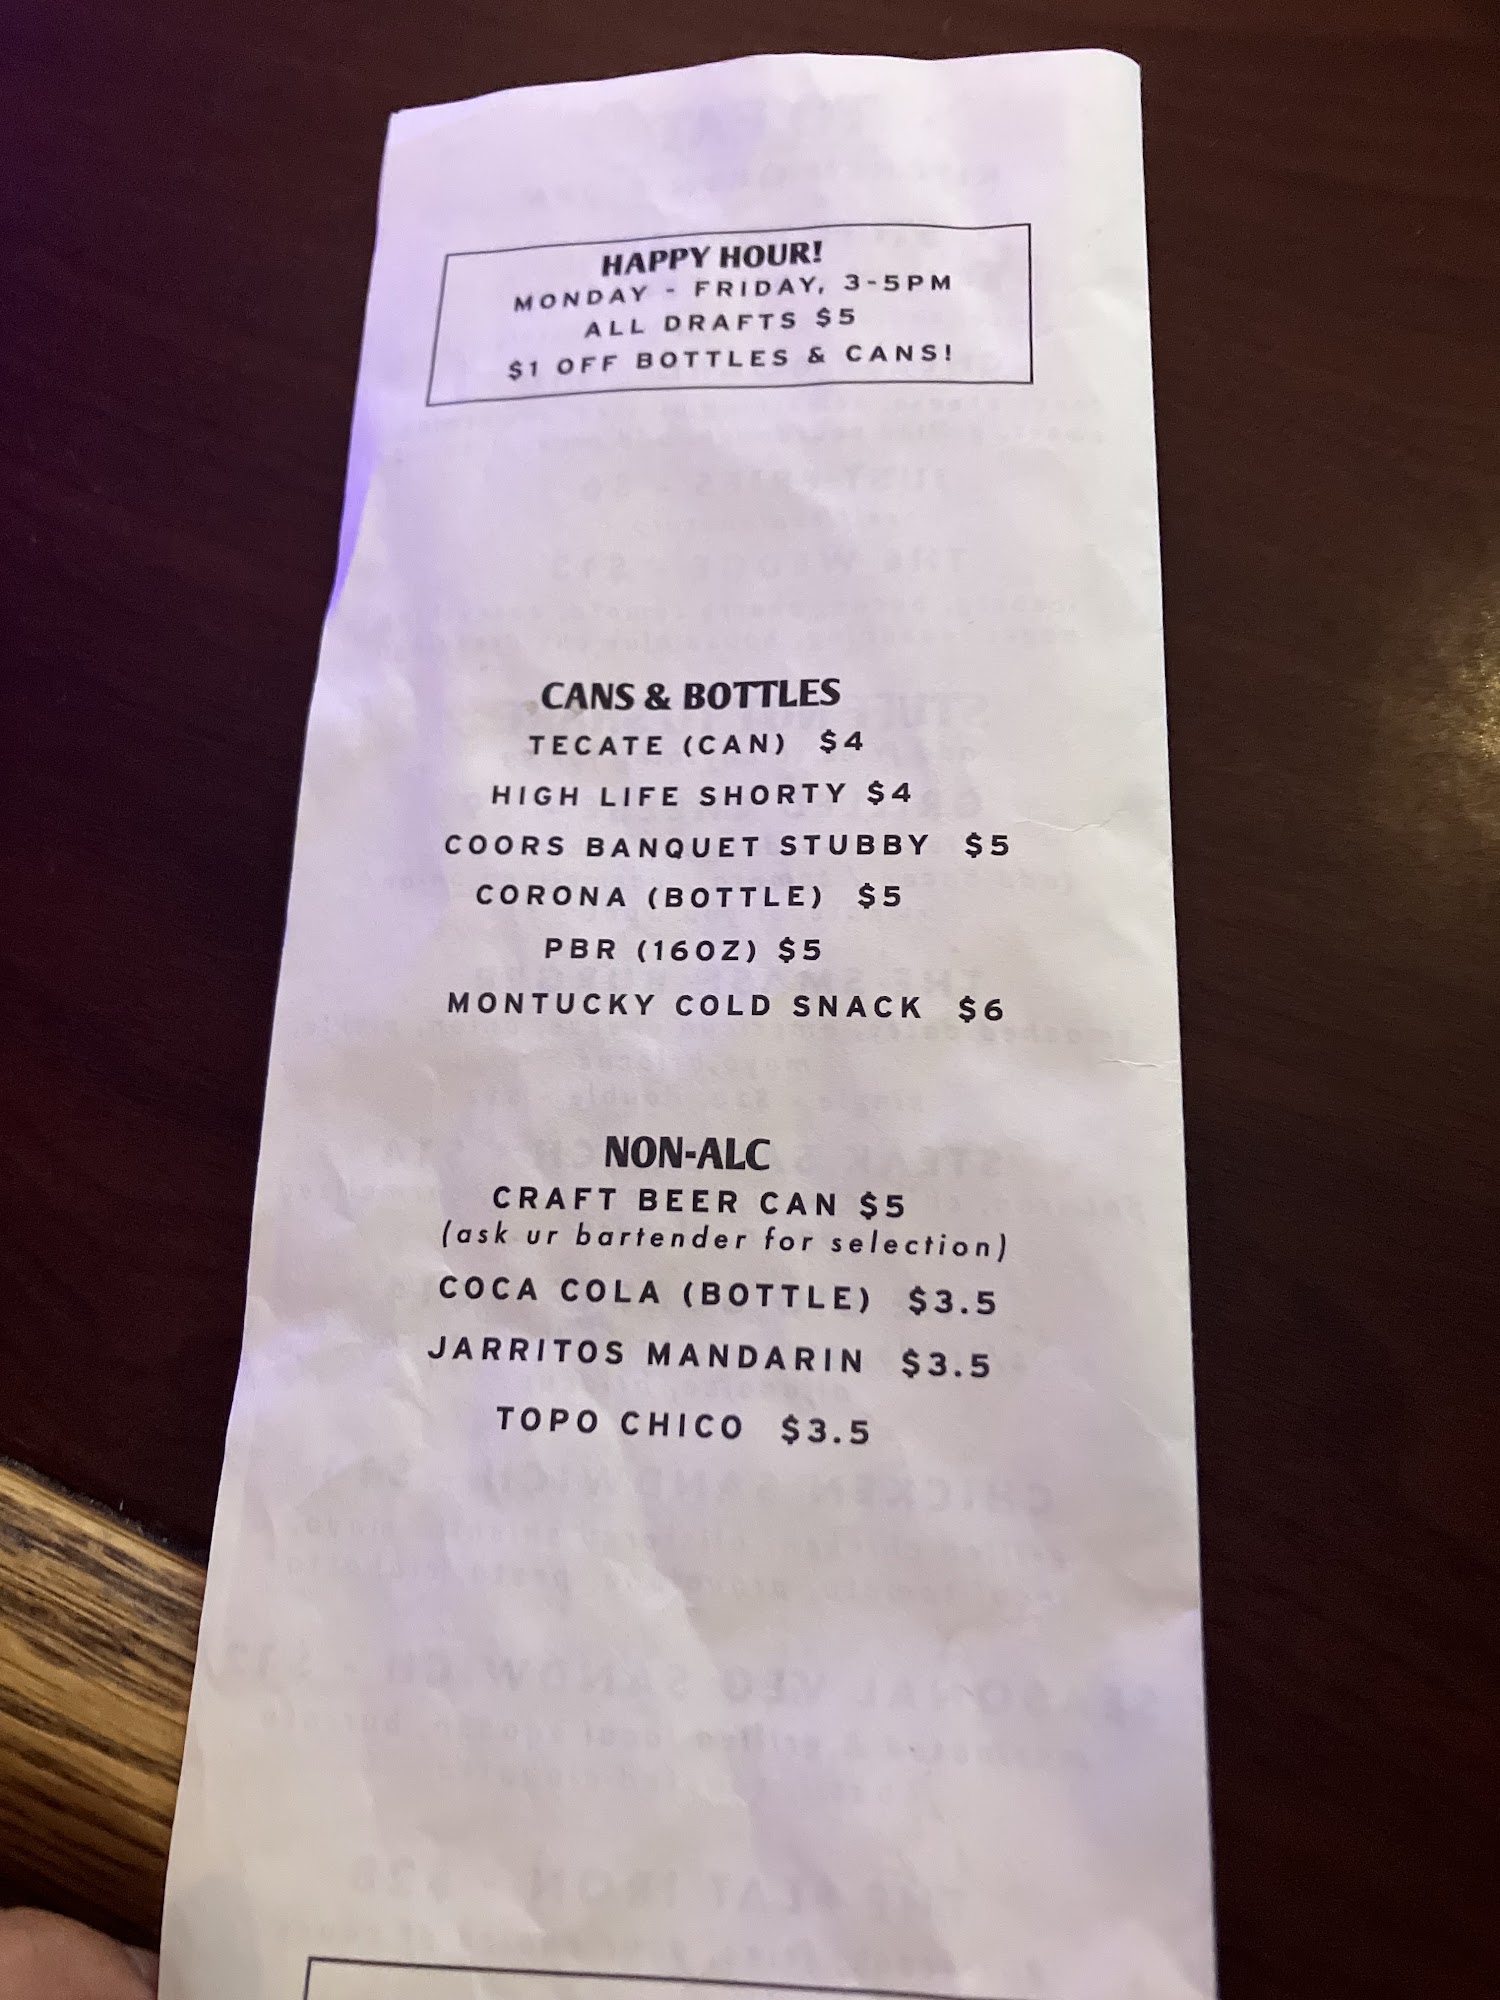 HAPPY HOUR!
MONDAY - FRIDAY, 3-5PM
ALL DRAFTS $5
$1 OFF BOTTLES & CANS!
CANS & BOTTLES
TECATE (CAN) $4
HIGH LIFE SHORTY $4
COORS BANQUET STUBBY $5
CORONA (BOTTLE) $5
PBR (16OZ) $5
MONTUCKY COLD SNACK $6
NON-ALC
CRAFT BEER CAN $5
(ask ur bartender for selection)
COCA COLA (BOTTLE) $3.5
JARRITOS MANDARIN $3.5
TOPO CHICO $3.5